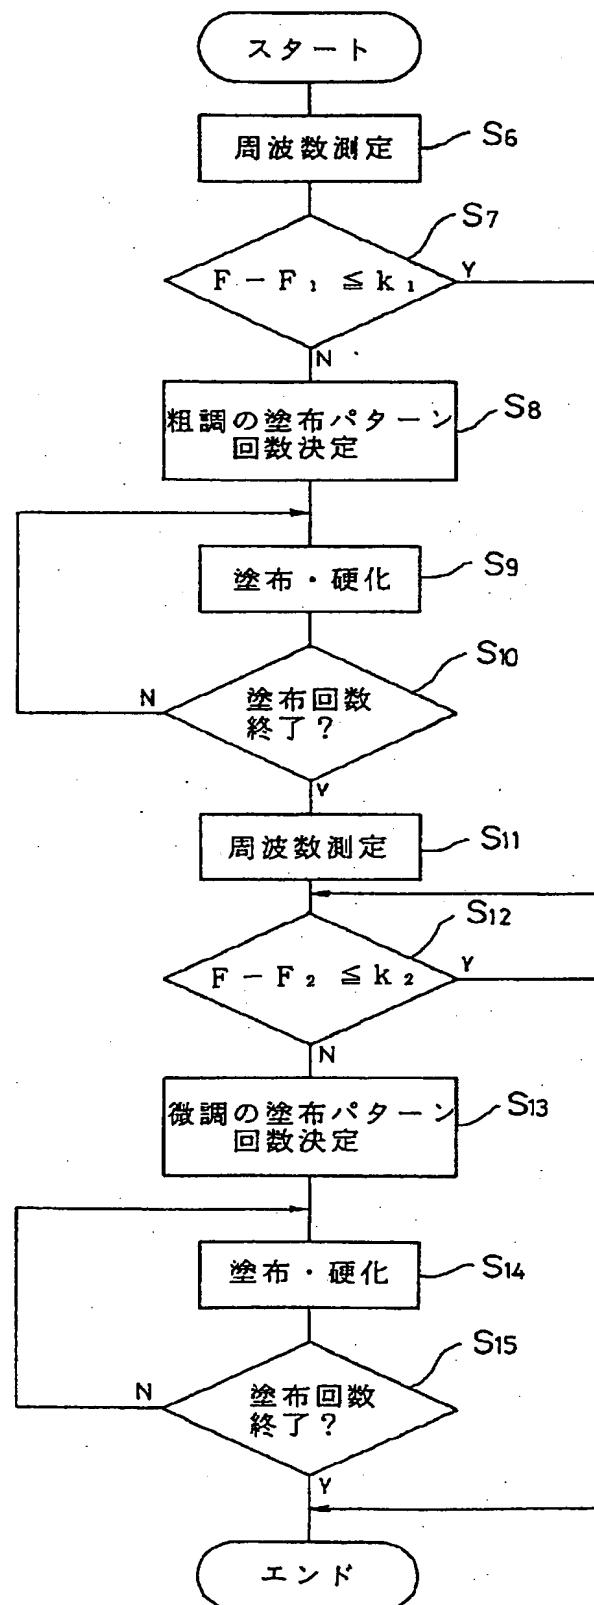 スタート
周波数測定
S6
S7
F－F₁ ≦k₁
Y
N
粗調の塗布パターン
回数決定
S8
塗布・硬化
S9
S10
塗布回数
終了？
N
Y
周波数測定
S11
S12
F－F₂ ≦k₂
Y
N
微調の塗布パターン
回数決定
S13
塗布・硬化
S14
S15
塗布回数
終了？
N
Y
エンド